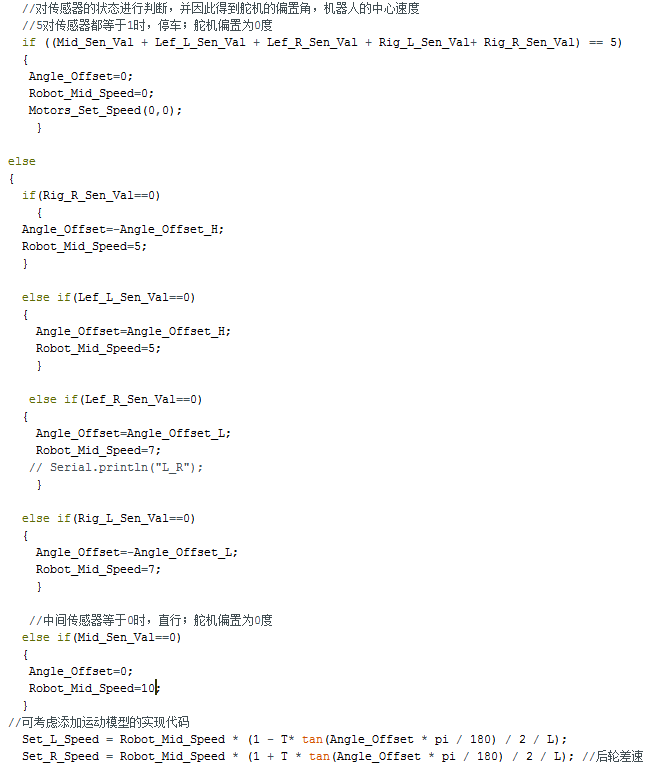 //对传感器的状态进行判断，并因此得到舵机的偏置角，机器人的中心速度
//5对传感器都等于1时，停车；舵机偏置为0度
if ((Mid_Sen_Val + Lef_L_Sen_Val + Lef_R_Sen_Val + Rig_L_Sen_Val+ Rig_R_Sen_Val) == 5)
{
Angle_Offset=0;
Robot_Mid_Speed=0;
Motors_Set_Speed(0,0);
}
else
{
if(Rig_R_Sen_Val==0)
{
Angle_Offset=-Angle_Offset_H;
Robot_Mid_Speed=5;
}
else if(Lef_L_Sen_Val==0)
{
Angle_Offset=Angle_Offset_H;
Robot_Mid_Speed=5;
}
else if(Lef_R_Sen_Val==0)
{
Angle_Offset=Angle_Offset_L;
Robot_Mid_Speed=7;
// Serial.println("L_R");
}
else if(Rig_L_Sen_Val==0)
{
Angle_Offset=-Angle_Offset_L;
Robot_Mid_Speed=7;
}
//中间传感器等于0时，直行；舵机偏置为0度
else if(Mid_Sen_Val==0)
{
Angle_Offset=0;
Robot_Mid_Speed=10;
}
//可考虑添加运动模型的实现代码
Set_L_Speed = Robot_Mid_Speed * (1 - T* tan(Angle_Offset * pi / 180) / 2 / L);
Set_R_Speed = Robot_Mid_Speed * (1 + T * tan(Angle_Offset * pi / 180) / 2 / L); //后轮差速